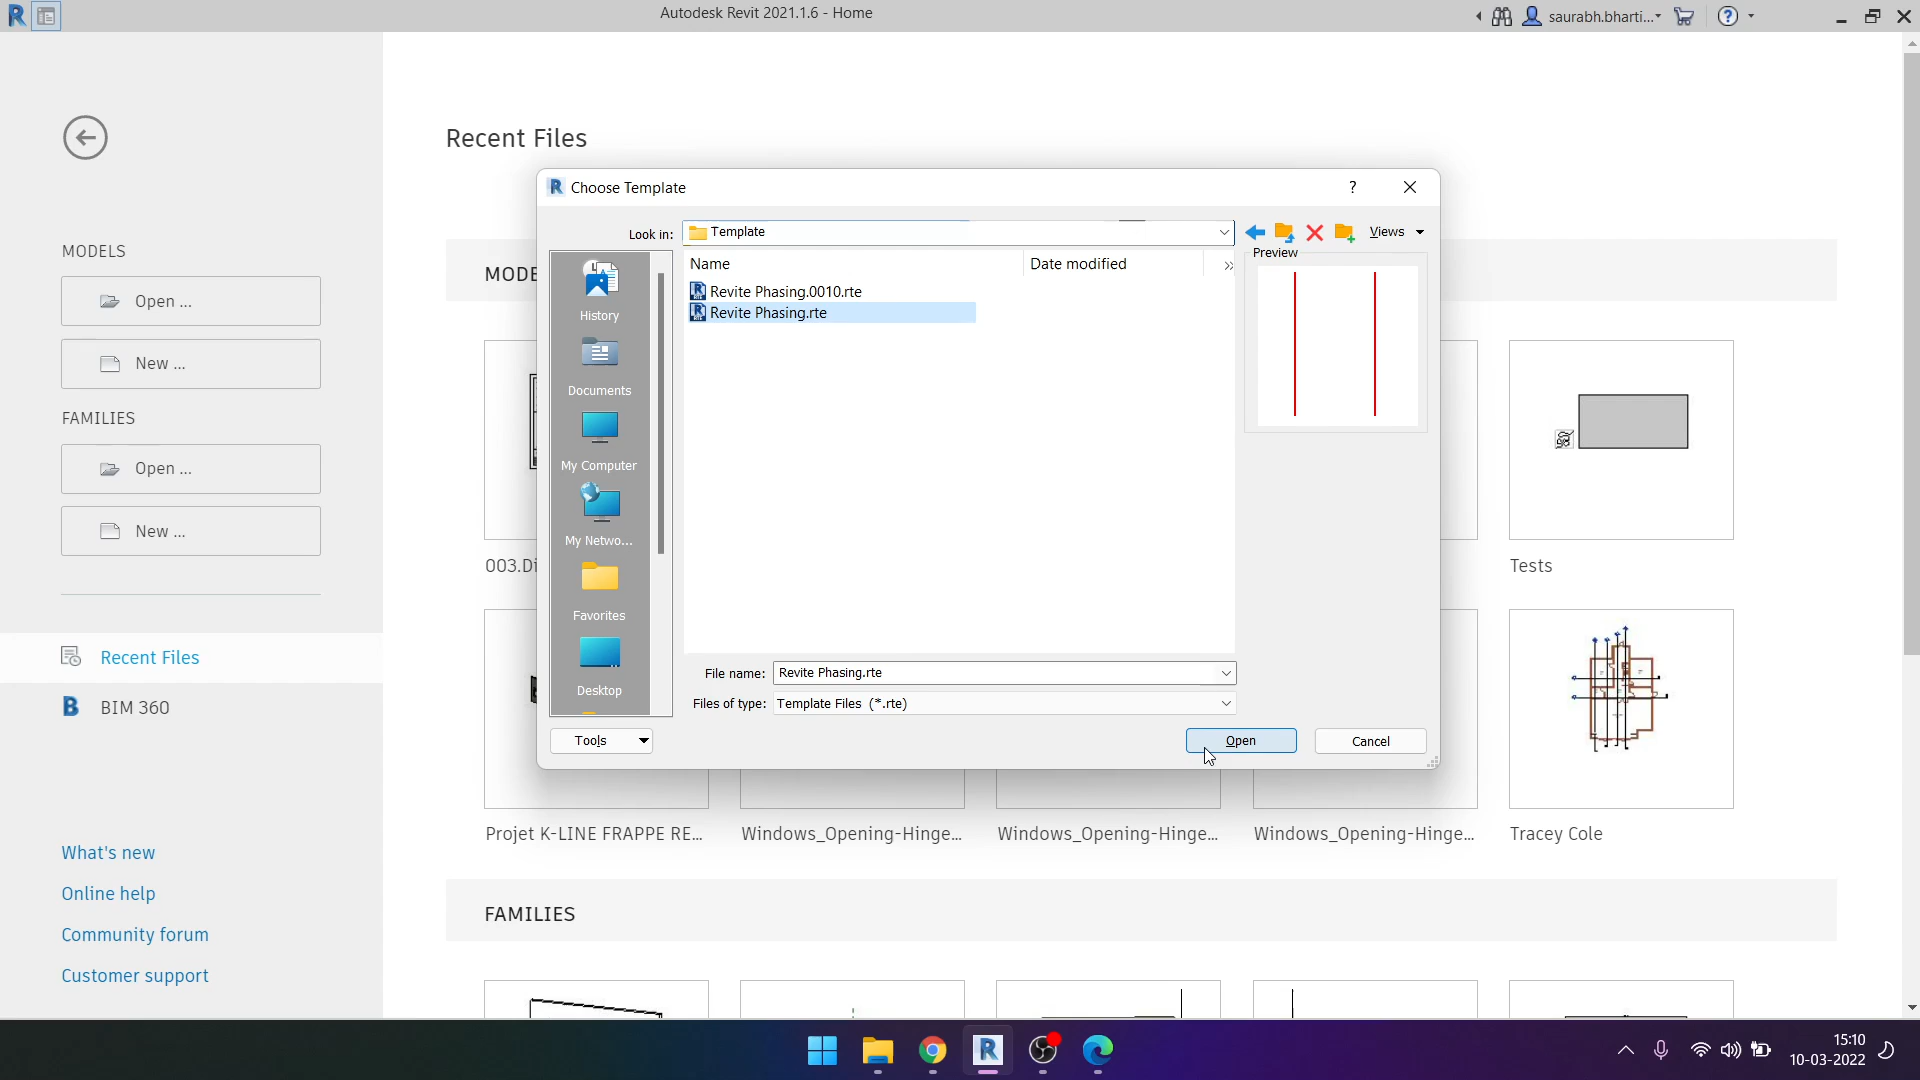 Autodesk Revit 2021.1.6 - Home
saurabh.bharti...
Recent Files
MODELS
Open ...
New ...
FAMILIES
Open ...
New ...
Recent Files
BIM 360
What's new
Online help
Community forum
Customer support
Choose Template
?
Look in:
Template
Views
Name
Date modified
»
Preview
Revite Phasing.0010.rte
Revite Phasing.rte
History
Documents
My Computer
My Netwo...
Favorites
Desktop
File name:
Revite Phasing.rte
Files of type:
Template Files (*.rte)
Tools
Open
Cancel
MODE
003.Di
Tests
Projet K-LINE FRAPPE RE...
Windows_Opening-Hinge...
Windows_Opening-Hinge...
Windows_Opening-Hinge...
Tracey Cole
FAMILIES
15:10
10-03-2022